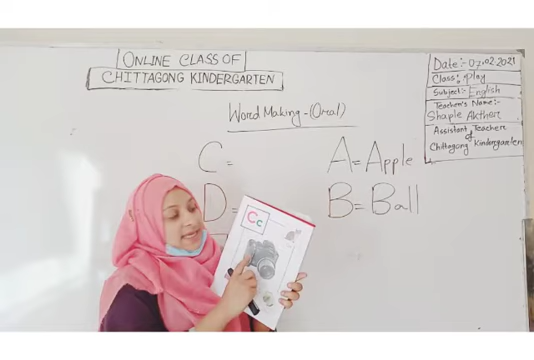 ONLINE CLASS OF
CHITTAGONG KINDERGARTEN
Word Making-(Oral)
C =
D =
A = Apple
B = Ball
Date:- 07.02.2021
Class: Play
Subject:- English
Teacher's Name:-
Shaple Akther
Assistant Teacher
of
Chittagong Kindergarten
Cc